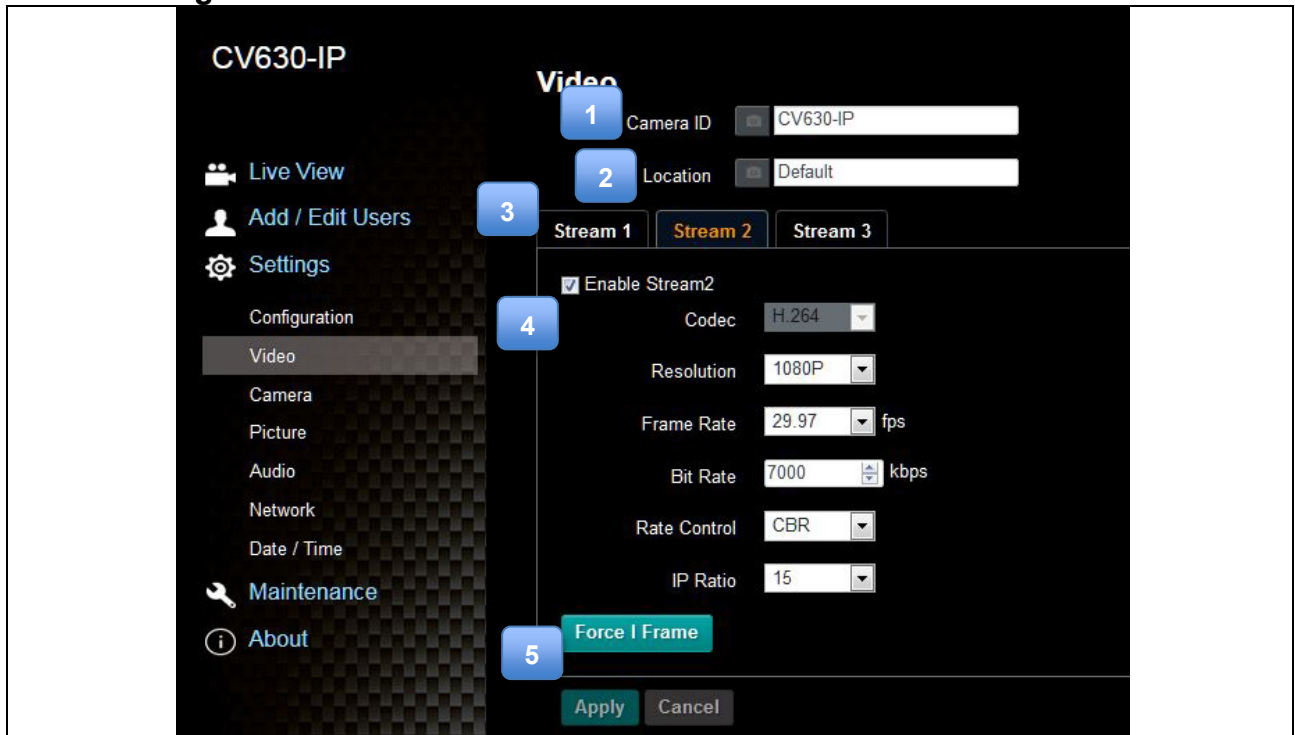 CV630-IP
Live View
Add / Edit Users
Settings
Configuration
Video
Camera
Picture
Audio
Network
Date / Time
Maintenance
About
Video
1 Camera ID CV630-IP
2 Location Default
3 Stream 1 Stream 2 Stream 3
Enable Stream2
4 Codec H.264
Resolution 1080P
Frame Rate 29.97 fps
Bit Rate 7000 kbps
Rate Control CBR
IP Ratio 15
Force I Frame
5
Apply Cancel